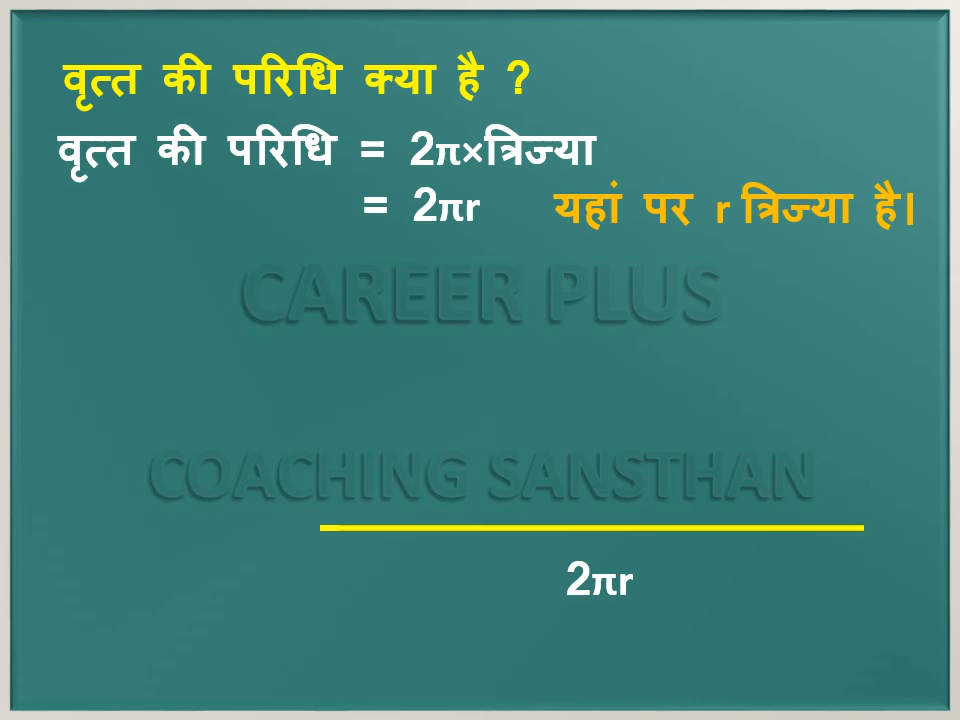 वृत्त की परिधि क्या है ?
वृत्त की परिधि = 2π×त्रिज्या
= 2πr यहां पर r त्रिज्या है।
CAREER PLUS
COACHING SANSTHAN
2πr